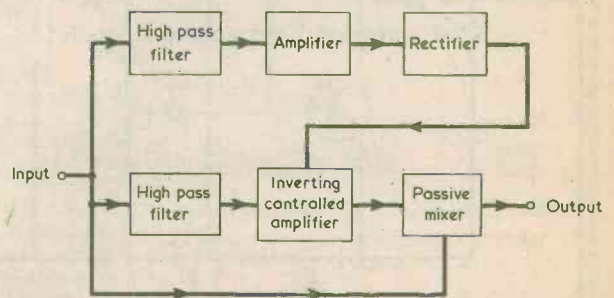 High pass
filter
Amplifier
Rectifier
Input
High pass
filter
Inverting
controlled
amplifier
Passive
mixer
Output